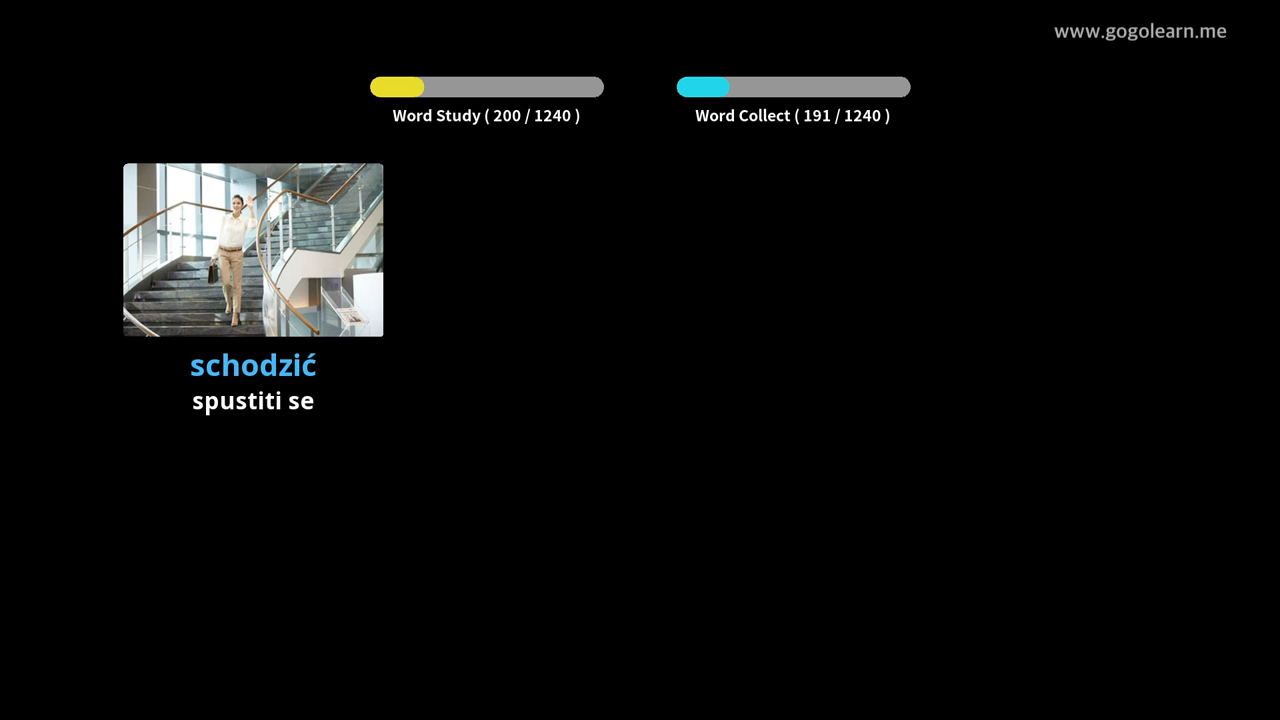 www.gogolearn.me
Word Study ( 200 / 1240 )
Word Collect ( 191 / 1240 )
schodzić
spustiti se